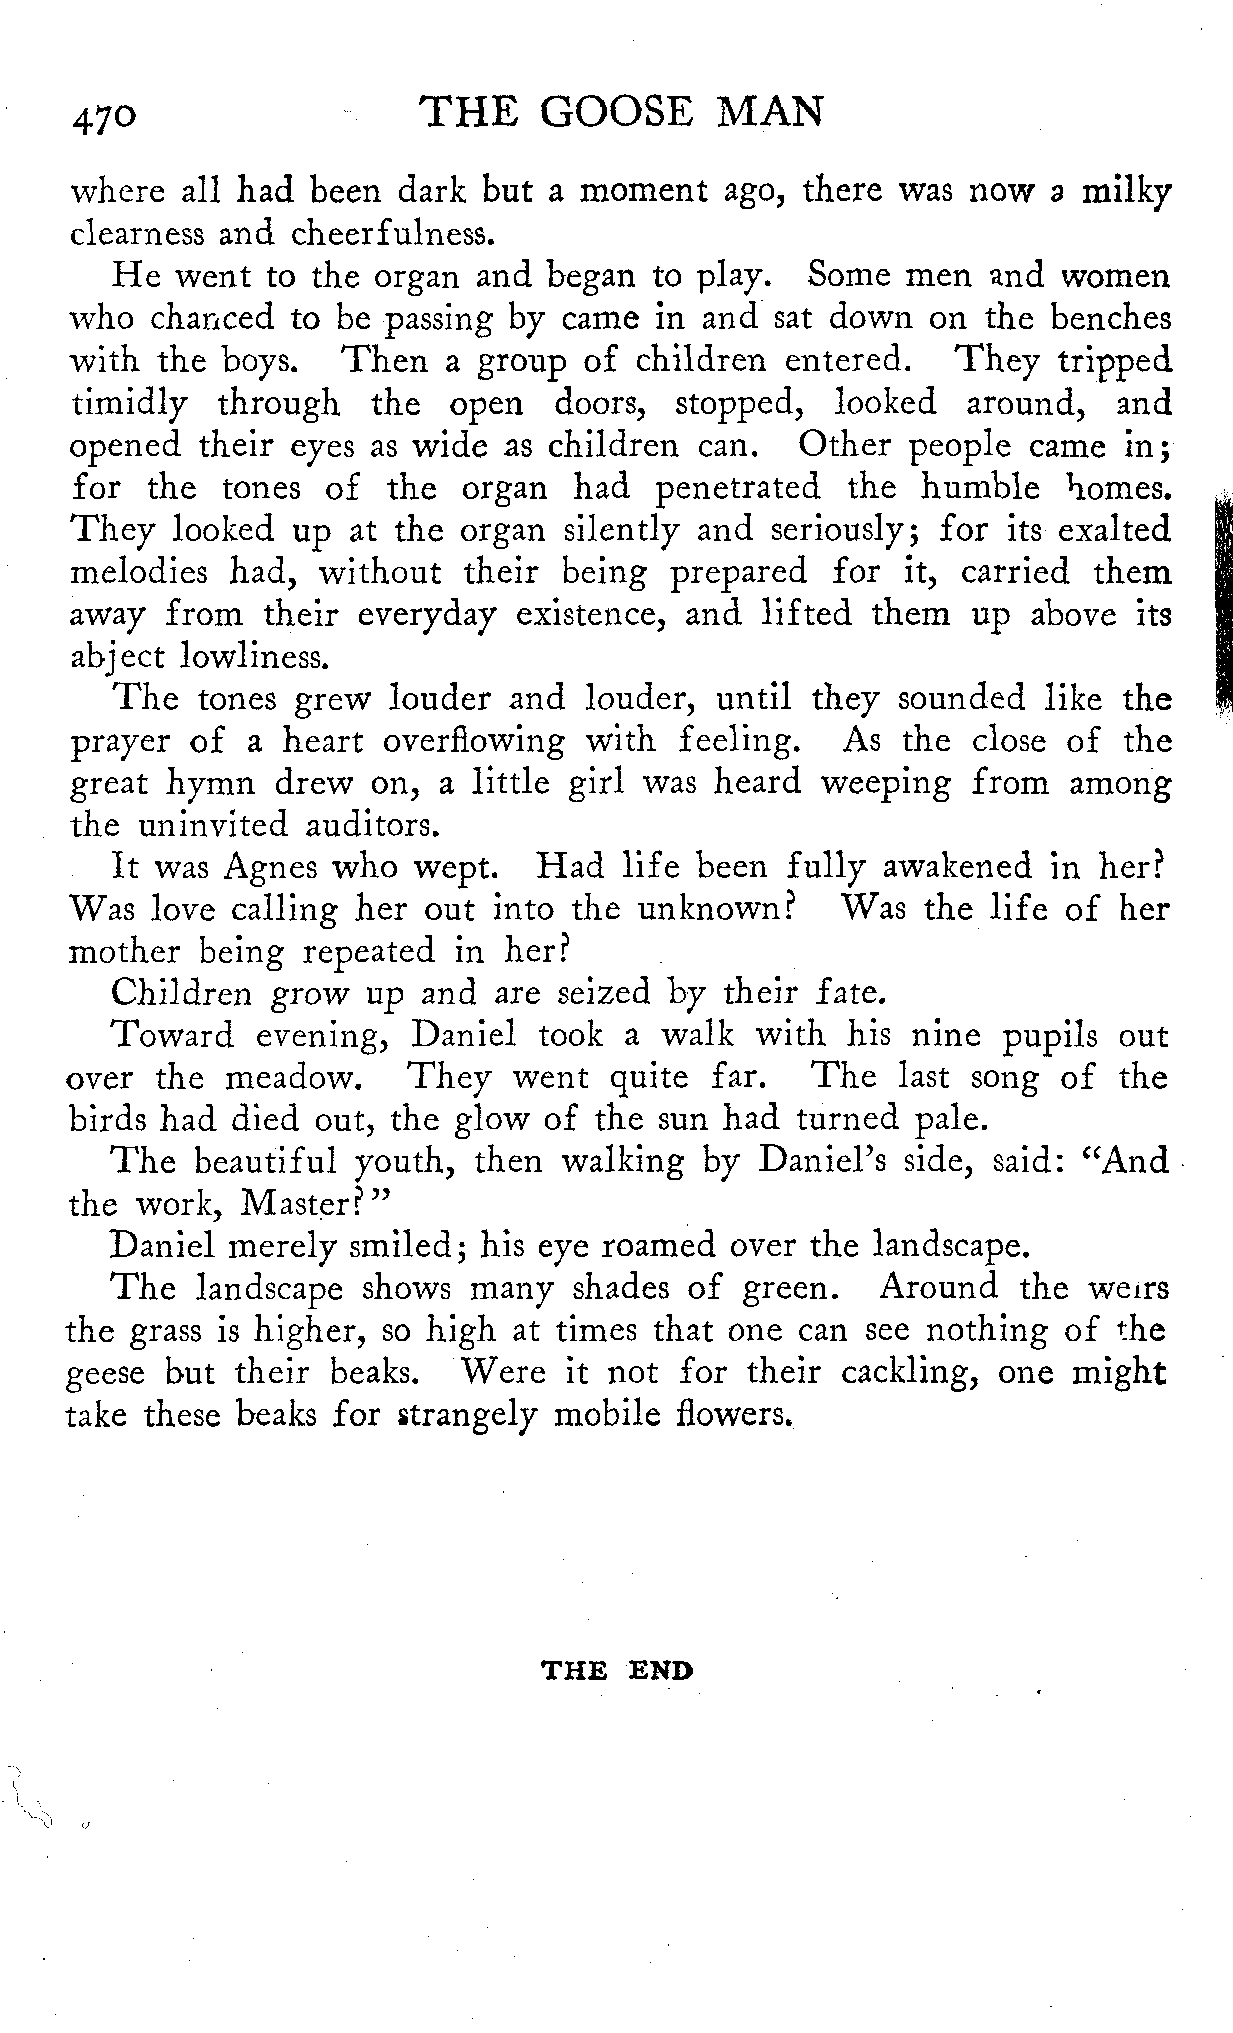 470 THE GOOSE MAN
where all had been dark but a moment ago, there was now a milky
clearness and cheerfulness.
He went to the organ and began to play. Some men and women
who chanced to be passing by came in and sat down on the benches
with the boys. Then a group of children entered. They tripped
timidly through the open doors, stopped, looked around, and
opened their eyes as wide as children can. Other people came in;
for the tones of the organ had penetrated the humble homes.
They looked up at the organ silently and seriously; for its exalted
melodies had, without their being prepared for it, carried them
away from their everyday existence, and lifted them up above its
abject lowliness.
The tones grew louder and louder, until they sounded like the
prayer of a heart overflowing with feeling. As the close of the
great hymn drew on, a little girl was heard weeping from among
the uninvited auditors.
It was Agnes who wept. Had life been fully awakened in her?
Was love calling her out into the unknown? Was the life of her
mother being repeated in her?
Children grow up and are seized by their fate.
Toward evening, Daniel took a walk with his nine pupils out
over the meadow. They went quite far. The last song of the
birds had died out, the glow of the sun had turned pale.
The beautiful youth, then walking by Daniel's side, said: "And
the work, Master?"
Daniel merely smiled; his eye roamed over the landscape.
The landscape shows many shades of green. Around the weirs
the grass is higher, so high at times that one can see nothing of the
geese but their beaks. Were it not for their cackling, one might
take these beaks for strangely mobile flowers.
THE END